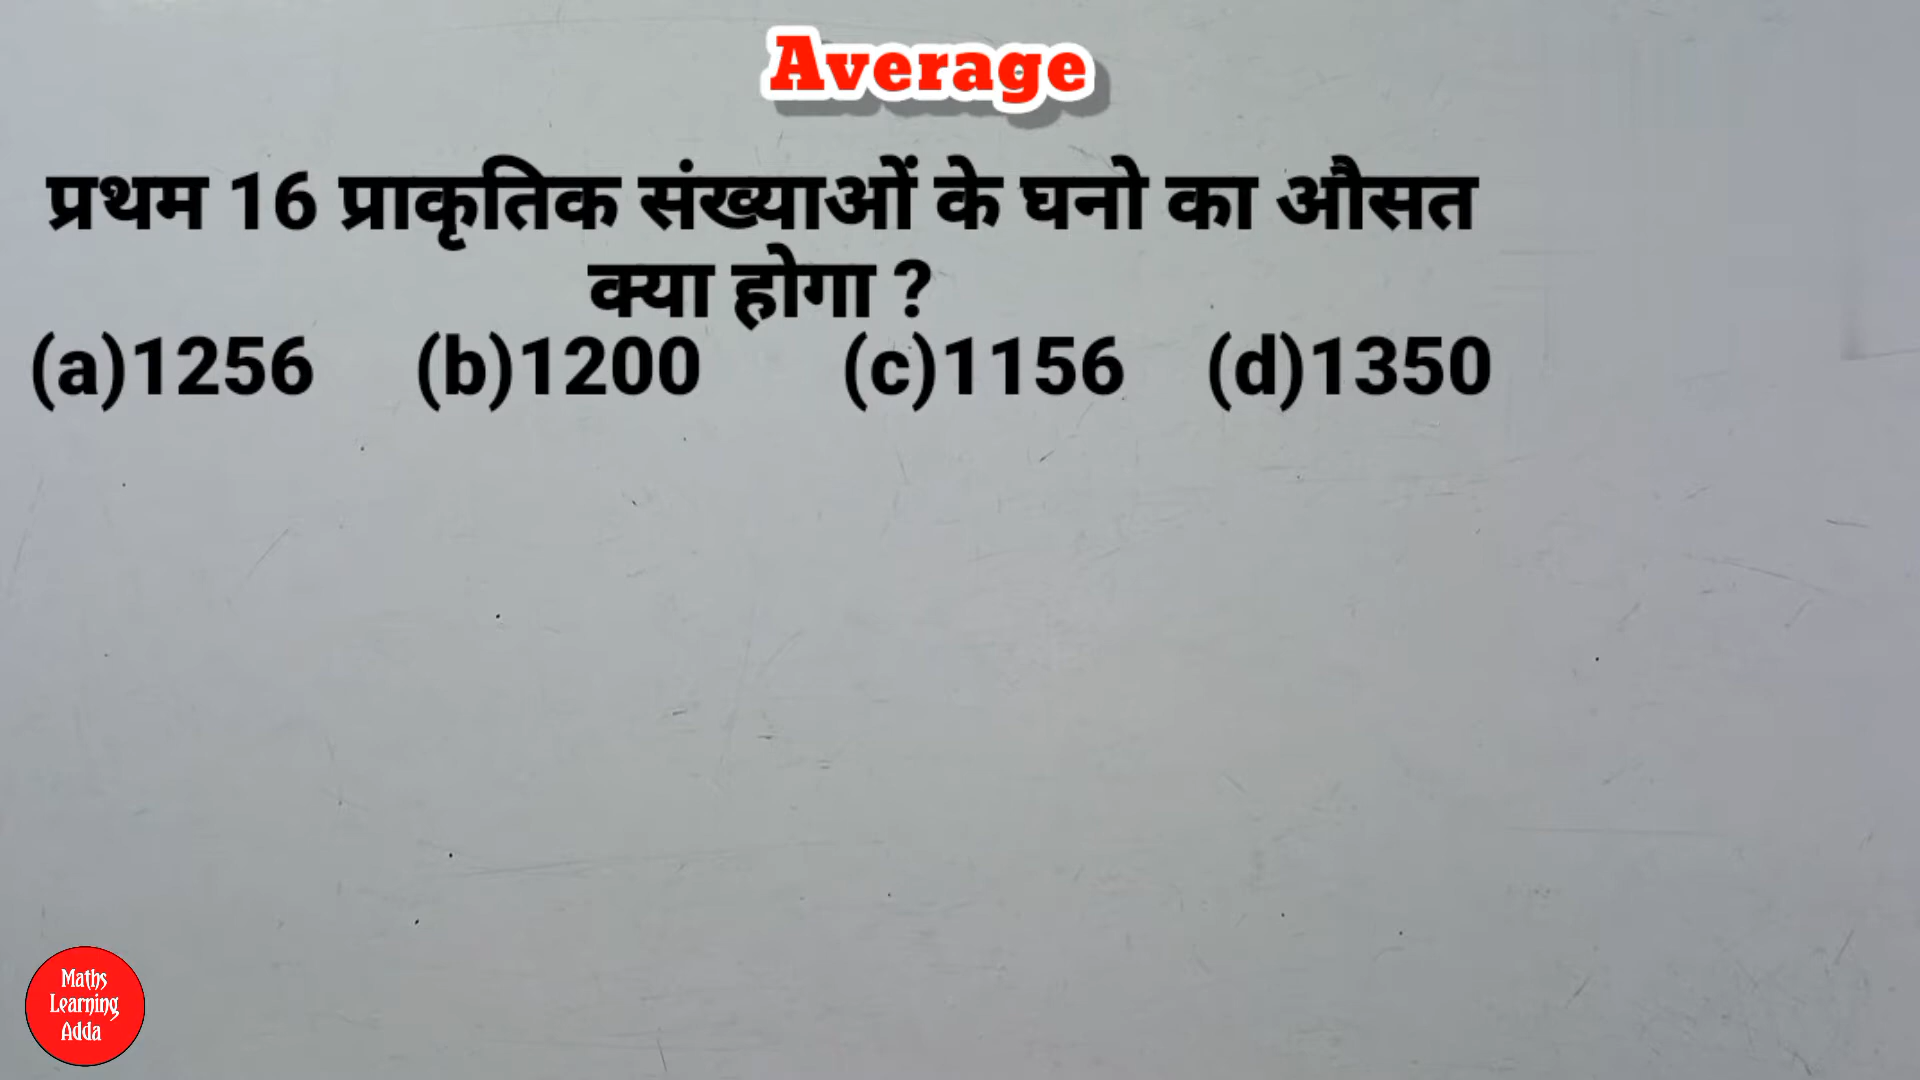 Average
प्रथम 16 प्राकृतिक संख्याओं के घनो का औसत
क्या होगा ?
(a)1256 (b)1200 (c)1156 (d)1350
Maths
Learning
Adda